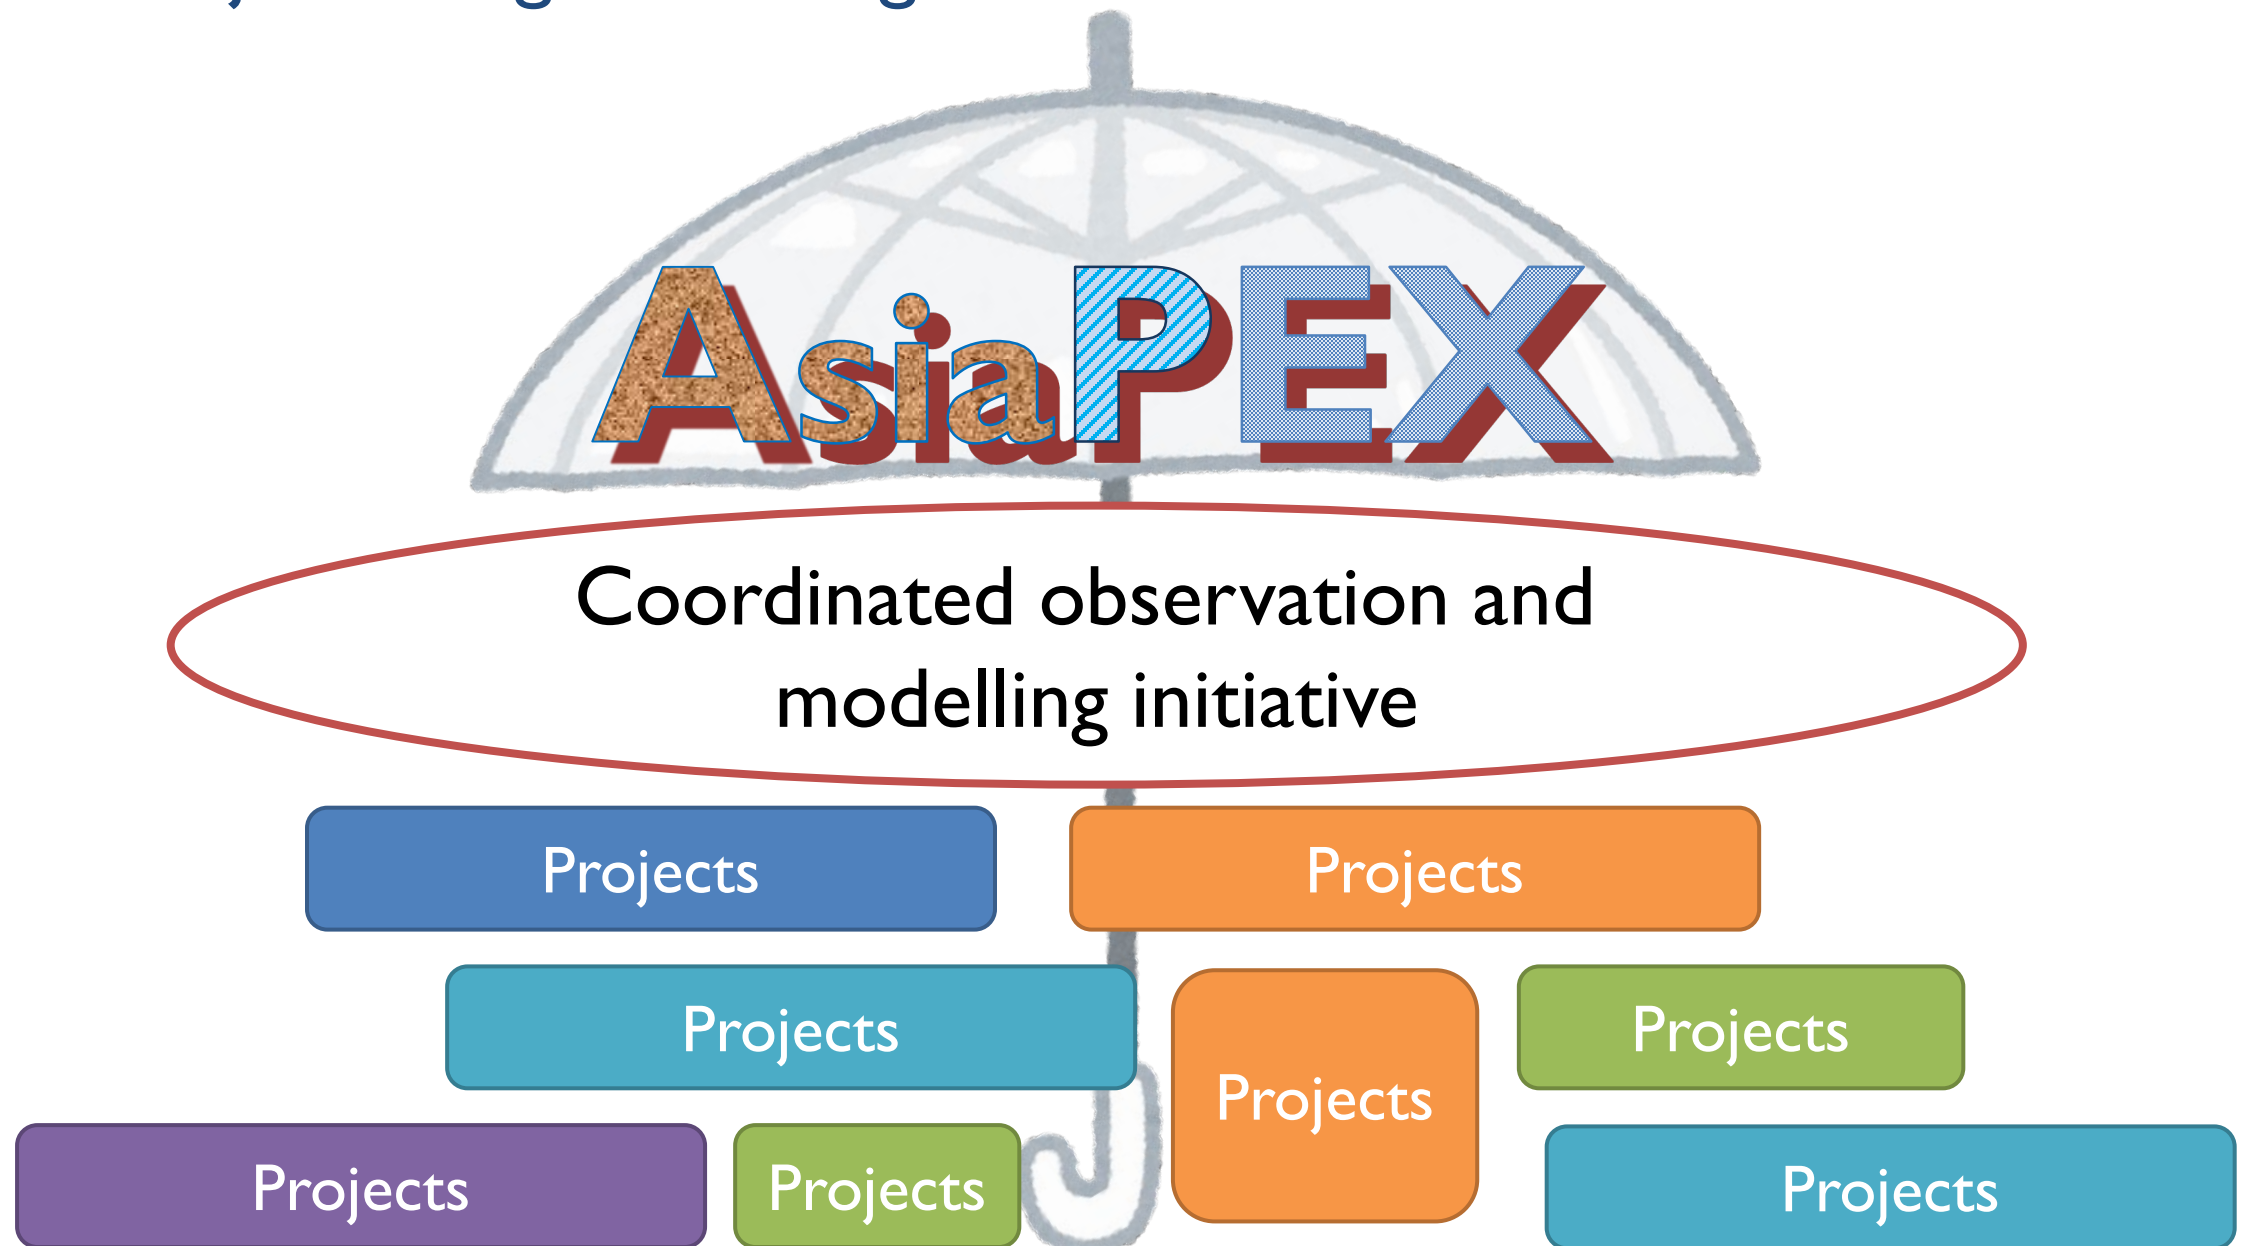 AsiaPEX
Coordinated observation and
modelling initiative
Projects
Projects
Projects
Projects
Projects
Projects
Projects
Projects